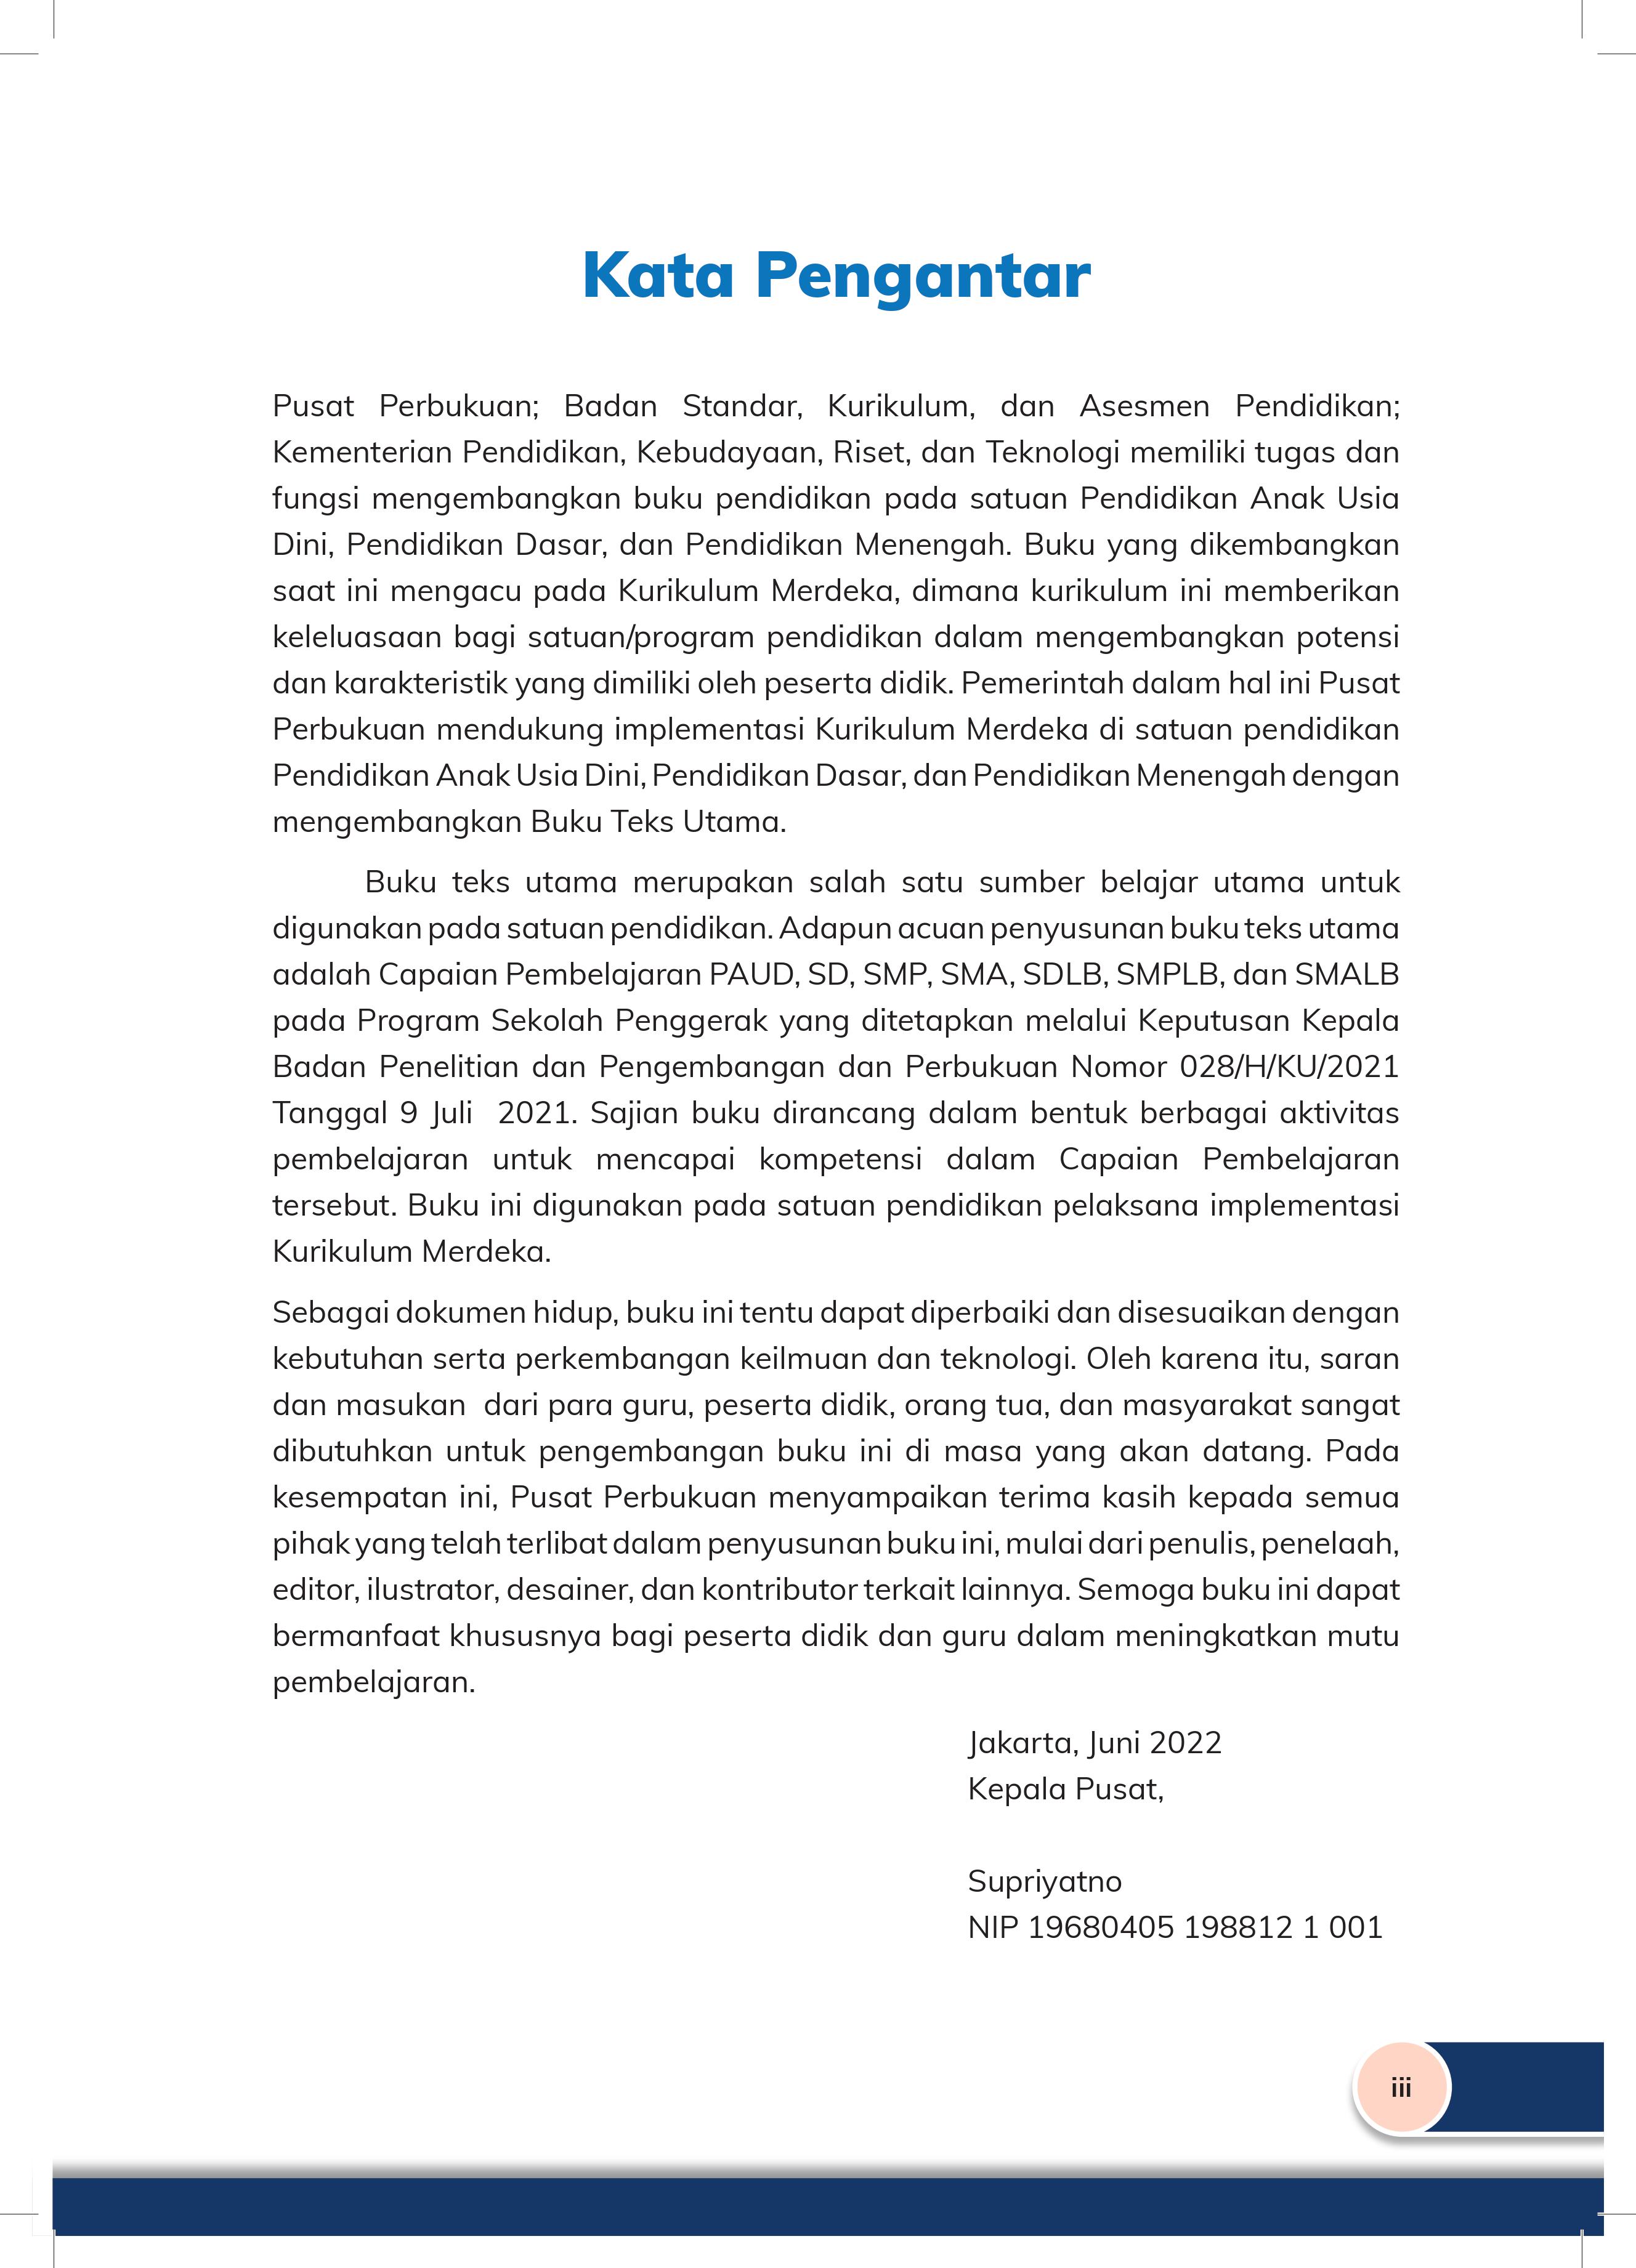 Kata Pengantar
Pusat Perbukuan; Badan Standar, Kurikulum, dan Asesmen Pendidikan;
Kementerian Pendidikan, Kebudayaan, Riset, dan Teknologi memiliki tugas dan
fungsi mengembangkan buku pendidikan pada satuan Pendidikan Anak Usia
Dini, Pendidikan Dasar, dan Pendidikan Menengah. Buku yang dikembangkan
saat ini mengacu pada Kurikulum Merdeka, dimana kurikulum ini memberikan
keleluasaan bagi satuan/program pendidikan dalam mengembangkan potensi
dan karakteristik yang dimiliki oleh peserta didik. Pemerintah dalam hal ini Pusat
Perbukuan mendukung implementasi Kurikulum Merdeka di satuan pendidikan
Pendidikan Anak Usia Dini, Pendidikan Dasar, dan Pendidikan Menengah dengan
mengembangkan Buku Teks Utama.
Buku teks utama merupakan salah satu sumber belajar utama untuk
digunakan pada satuan pendidikan. Adapun acuan penyusunan buku teks utama
adalah Capaian Pembelajaran PAUD, SD, SMP, SMA, SDLB, SMPLB, dan SMALB
pada Program Sekolah Penggerak yang ditetapkan melalui Keputusan Kepala
Badan Penelitian dan Pengembangan dan Perbukuan Nomor 028/H/KU/2021
Tanggal 9 Juli  2021. Sajian buku dirancang dalam bentuk berbagai aktivitas
pembelajaran untuk mencapai kompetensi dalam Capaian Pembelajaran
tersebut. Buku ini digunakan pada satuan pendidikan pelaksana implementasi
Kurikulum Merdeka.
Sebagai dokumen hidup, buku ini tentu dapat diperbaiki dan disesuaikan dengan
kebutuhan serta perkembangan keilmuan dan teknologi. Oleh karena itu, saran
dan masukan  dari para guru, peserta didik, orang tua, dan masyarakat sangat
dibutuhkan untuk pengembangan buku ini di masa yang akan datang. Pada
kesempatan ini, Pusat Perbukuan menyampaikan terima kasih kepada semua
pihak yang telah terlibat dalam penyusunan buku ini, mulai dari penulis, penelaah,
editor, ilustrator, desainer, dan kontributor terkait lainnya. Semoga buku ini dapat
bermanfaat khususnya bagi peserta didik dan guru dalam meningkatkan mutu
pembelajaran.
Jakarta, Juni 2022
Kepala Pusat,
Supriyatno
NIP 19680405 198812 1 001
iii